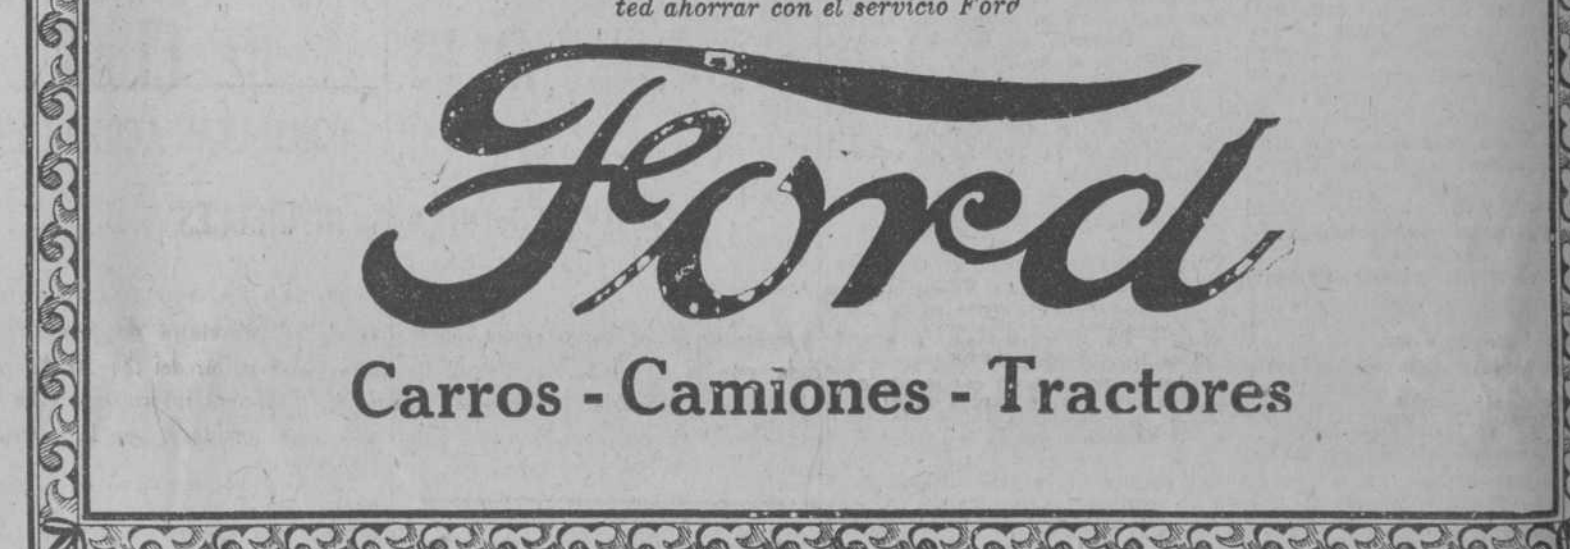 ted ahorrar con el servicio Ford
Ford
Carros - Camiones - Tractores